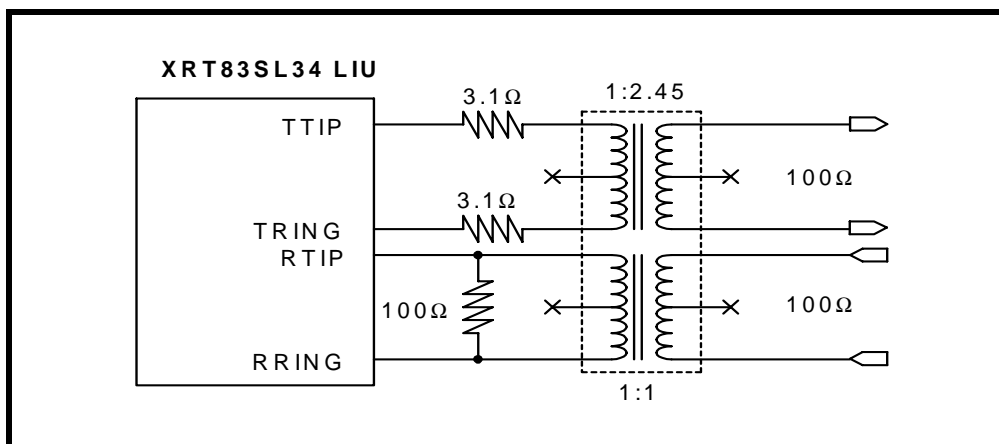 XRT83SL34 LIU
1:2.45
3.1Ω
TTIP
100Ω
3.1Ω
TRING
RTIP
100Ω
100Ω
RRING
1:1